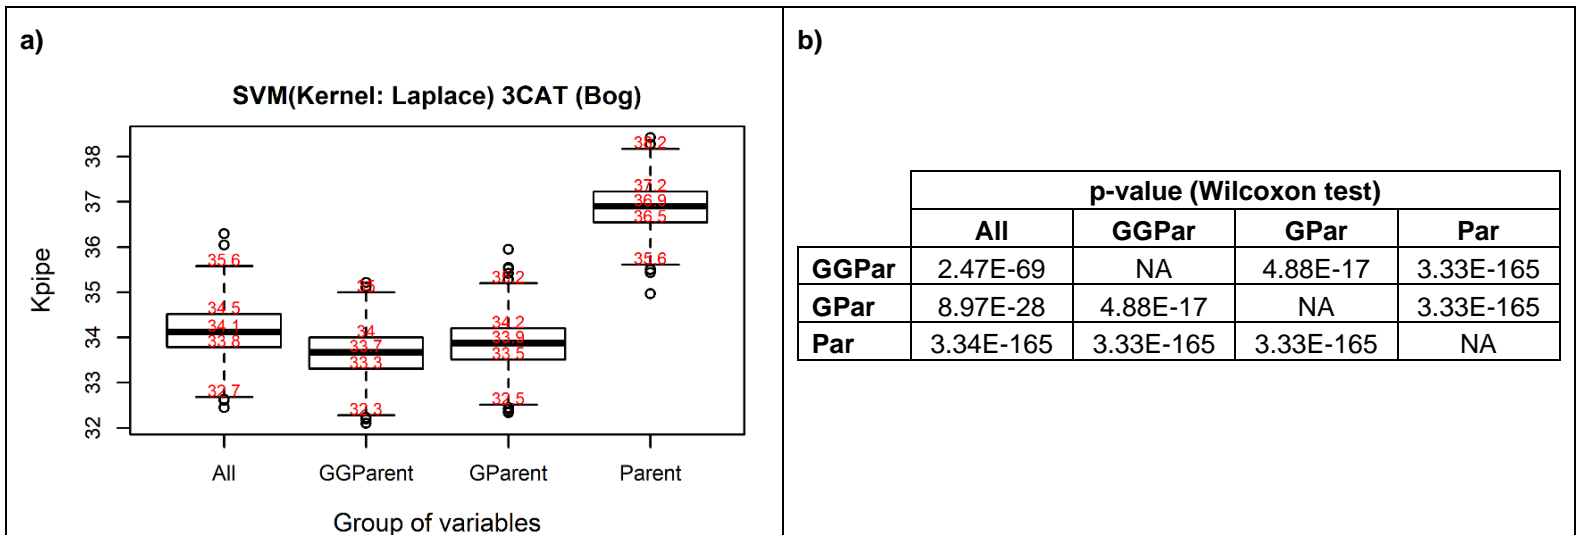 a)
SVM(Kernel: Laplace) 3CAT (Bog)
Kpipe
38
37
36
35
34
33
32
35.6
34.5
34.1
33.8
32.7
35
34
33.7
33.3
32.3
34.2
33.9
33.5
32.5
38.2
37.2
36.9
36.5
35.6
All GGParent GParent Parent
Group of variables
b)
p-value (Wilcoxon test)
All GGPar GPar Par
GGPar 2.47E-69 NA 4.88E-17 3.33E-165
GPar 8.97E-28 4.88E-17 NA 3.33E-165
Par 3.34E-165 3.33E-165 3.33E-165 NA